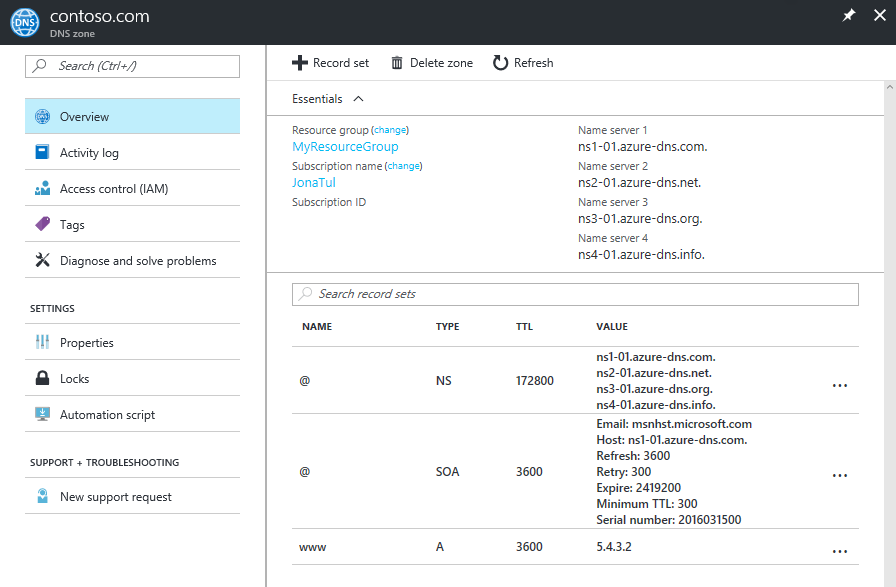 DNS
contoso.com
DNS zone
Search (Ctrl+/)
DNS
Overview
Activity log
Access control (IAM)
Tags
Diagnose and solve problems
SETTINGS
Properties
Locks
Automation script
SUPPORT + TROUBLESHOOTING
New support request
Record set
Delete zone
Refresh
Essentials
Resource group (change)
MyResourceGroup
Subscription name (change)
JonaTul
Subscription ID
Name server 1
ns1-01.azure-dns.com.
Name server 2
ns2-01.azure-dns.net.
Name server 3
ns3-01.azure-dns.org.
Name server 4
ns4-01.azure-dns.info.
Search record sets
NAME TYPE TTL VALUE
@ NS 172800 ns1-01.azure-dns.com.
ns2-01.azure-dns.net.
ns3-01.azure-dns.org.
ns4-01.azure-dns.info.
...
@ SOA 3600 Email: msnhst.microsoft.com
Host: ns1-01.azure-dns.com.
Refresh: 3600
Retry: 300
Expire: 2419200
Minimum TTL: 300
Serial number: 2016031500
...
www A 3600 5.4.3.2 ...